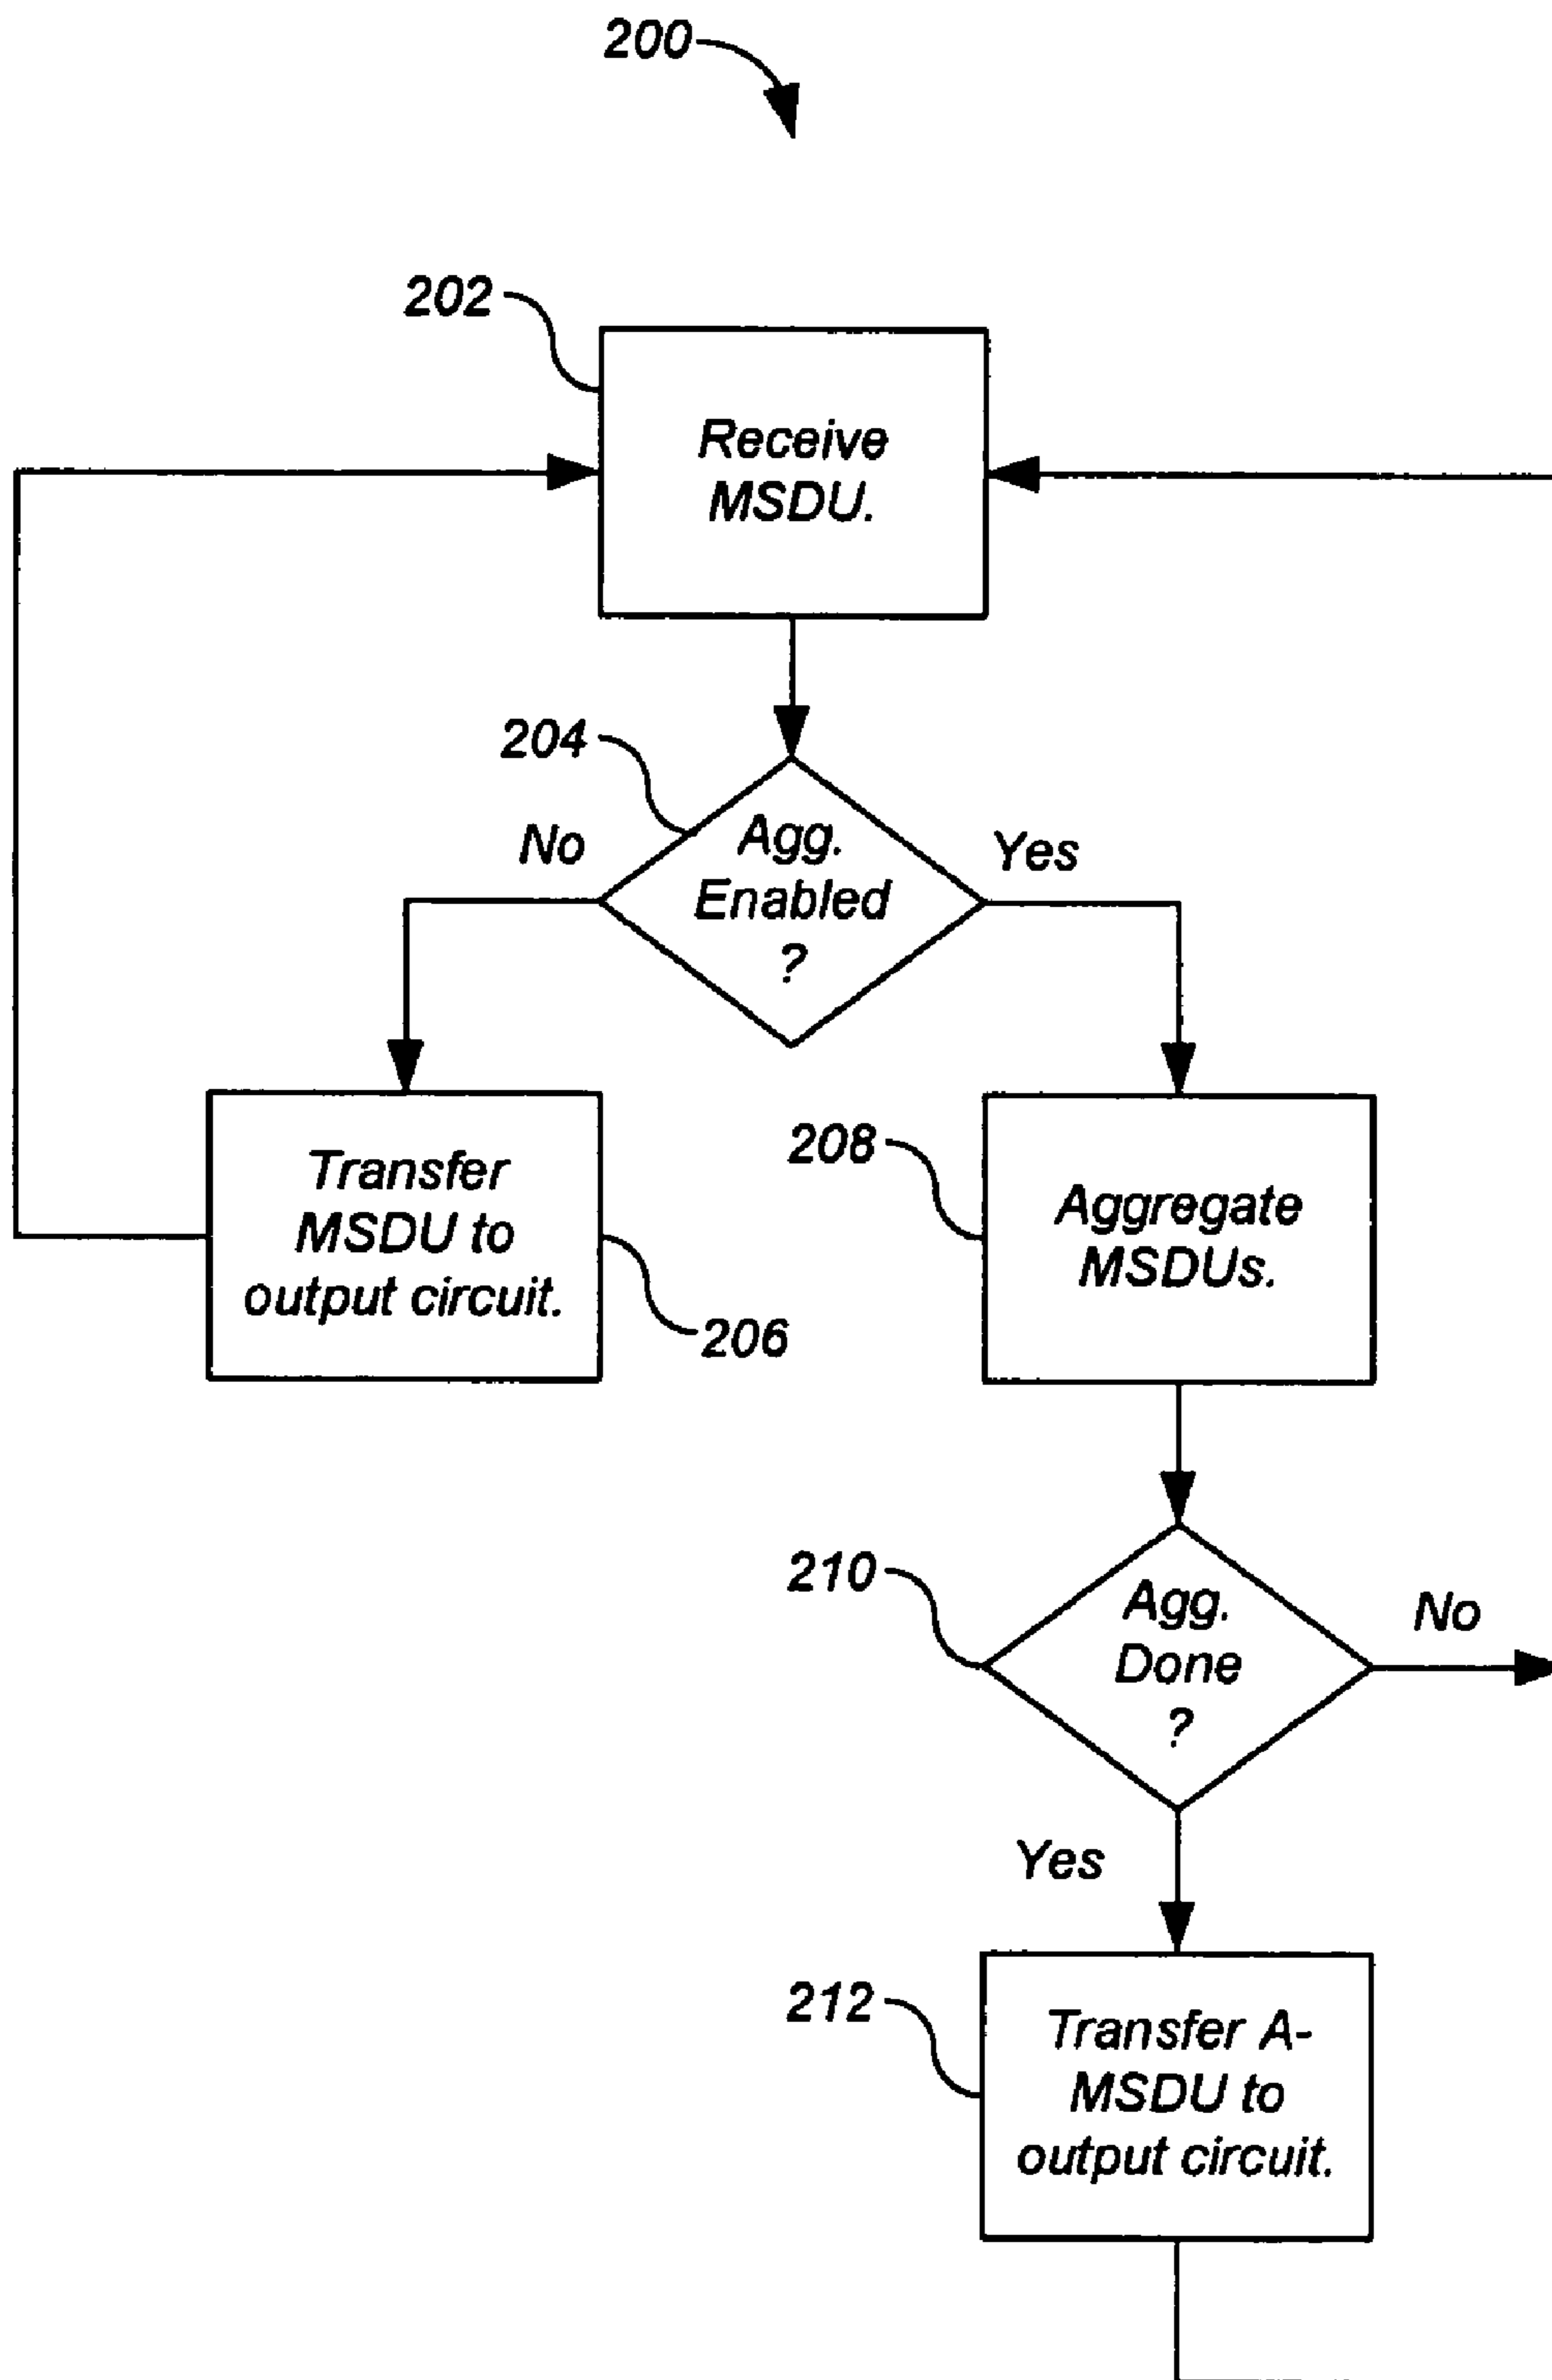 200
202
Receive
MSDU.
204
No
Agg.
Enabled
?
Yes
Transfer
MSDU to
output circuit.
206
208
Aggregate
MSDUs.
210
Agg.
Done
?
No
Yes
212
Transfer A-
MSDU to
output circuit.